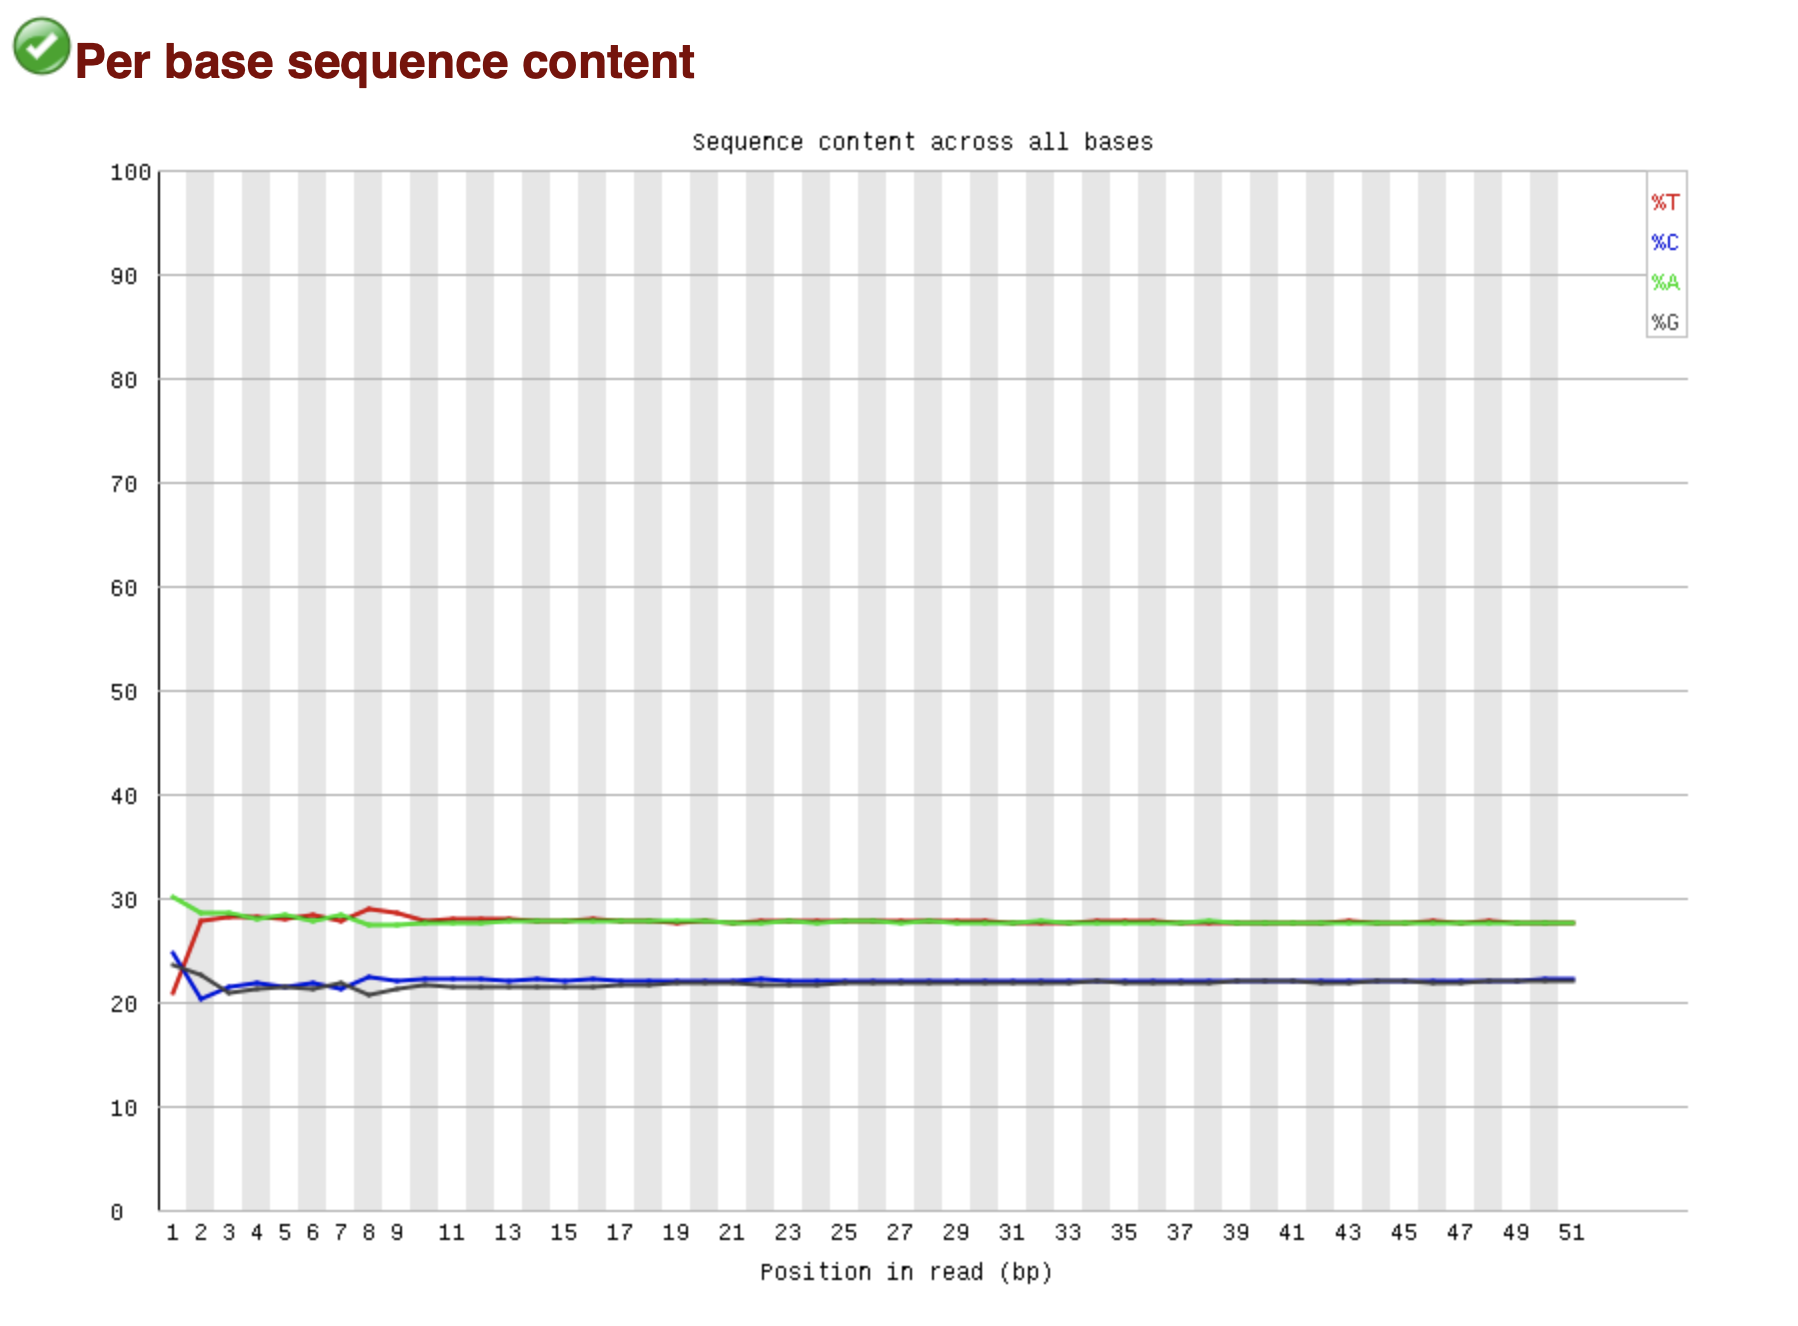 Per base sequence content
Sequence content across all bases
100
90
80
70
60
50
40
30
20
10
0
%T
%C
%A
%G
1 2 3 4 5 6 7 8 9 11 13 15 17 19 21 23 25 27 29 31 33 35 37 39 41 43 45 47 49 51
Position in read (bp)